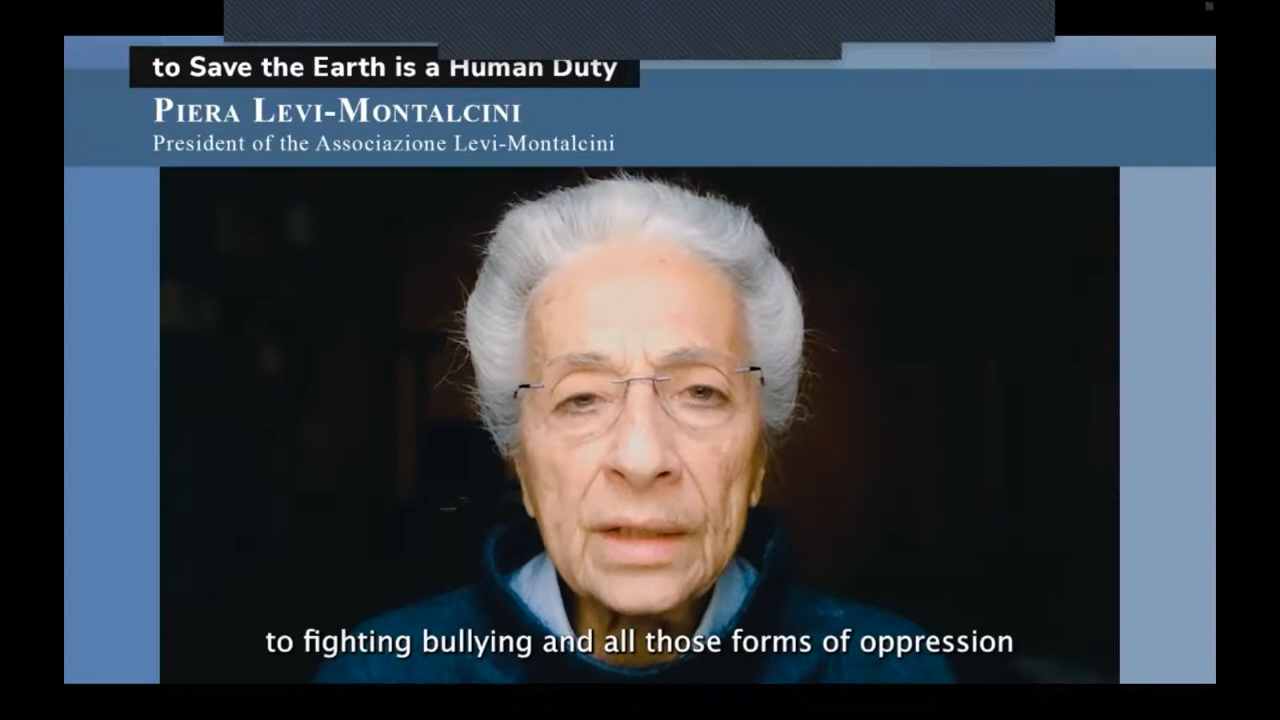 to Save the Earth is a Human Duty
PIERA LEVI-MONTALCINI
President of the Associazione Levi-Montalcini
to fighting bullying and all those forms of oppression